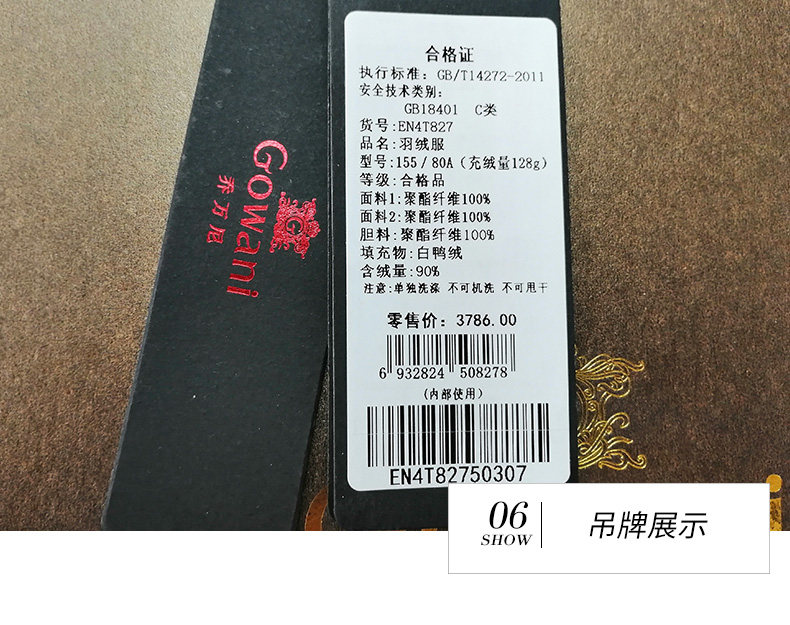 Gowani
乔万尼
G
合格证
执行标准：GB/T14272-2011
安全技术类别：
GB18401 C类
货号:EN4T827
品名:羽绒服
型号:155/80A（充绒量128g）
等级:合格品
面料1:聚酯纤维100%
面料2:聚酯纤维100%
胆料:聚酯纤维100%
填充物:白鸭绒
含绒量:90%
注意:单独洗涤 不可机洗 不可甩干
零售价: 3786.00
6 932824 508278
（内部使用）
EN4T82750307
06
SHOW
吊牌展示